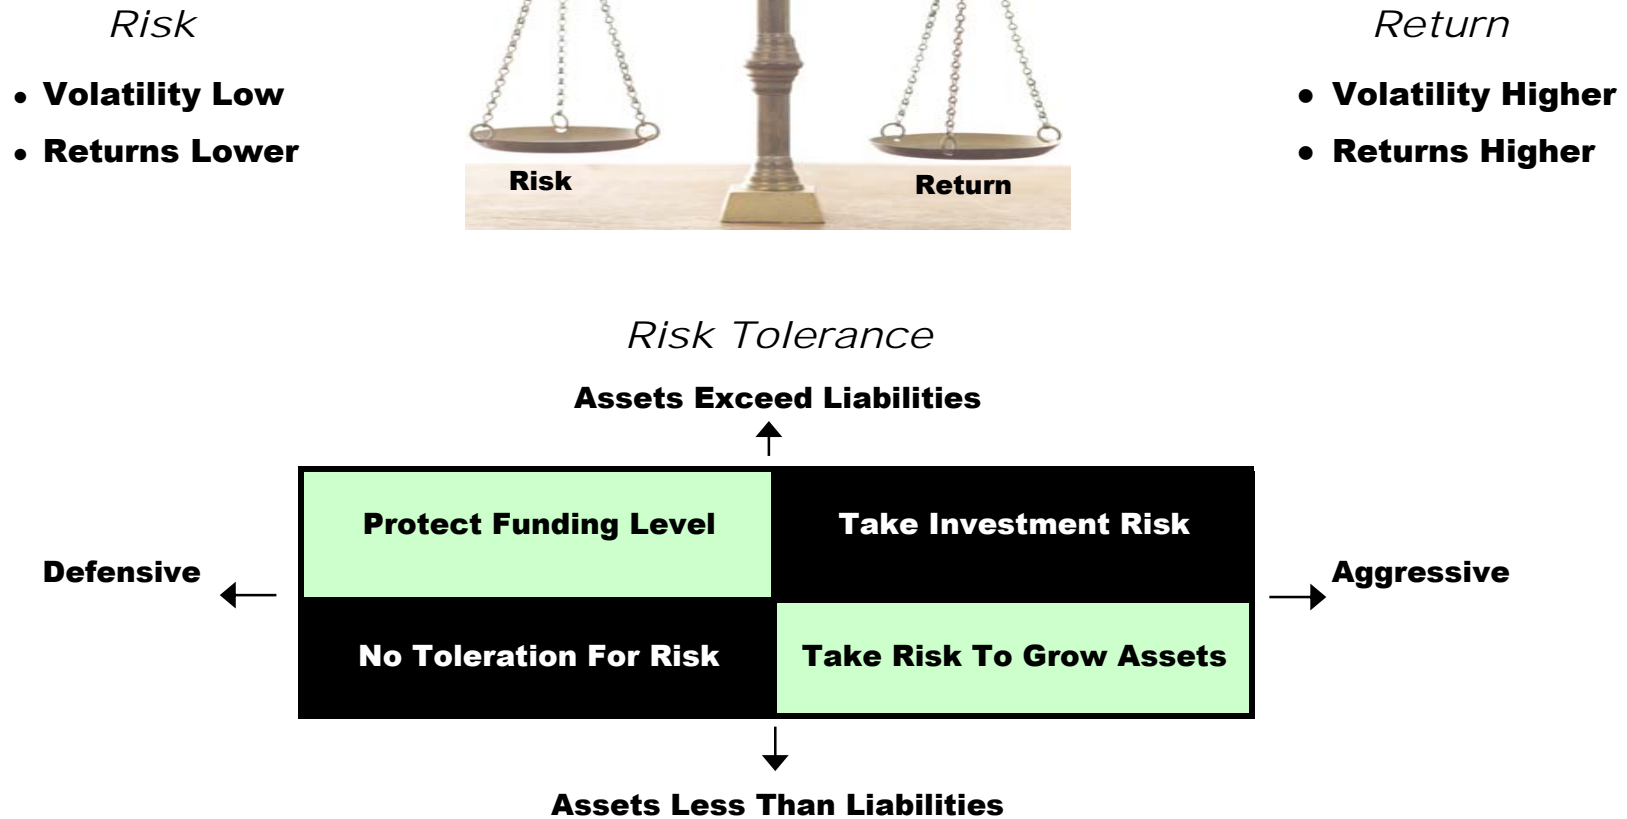 Risk
Return
• Volatility Low
• Volatility Higher
• Returns Lower
• Returns Higher
Risk
Return
Risk Tolerance
Assets Exceed Liabilities
Protect Funding Level
Take Investment Risk
Defensive
Aggressive
No Toleration For Risk
Take Risk To Grow Assets
Assets Less Than Liabilities